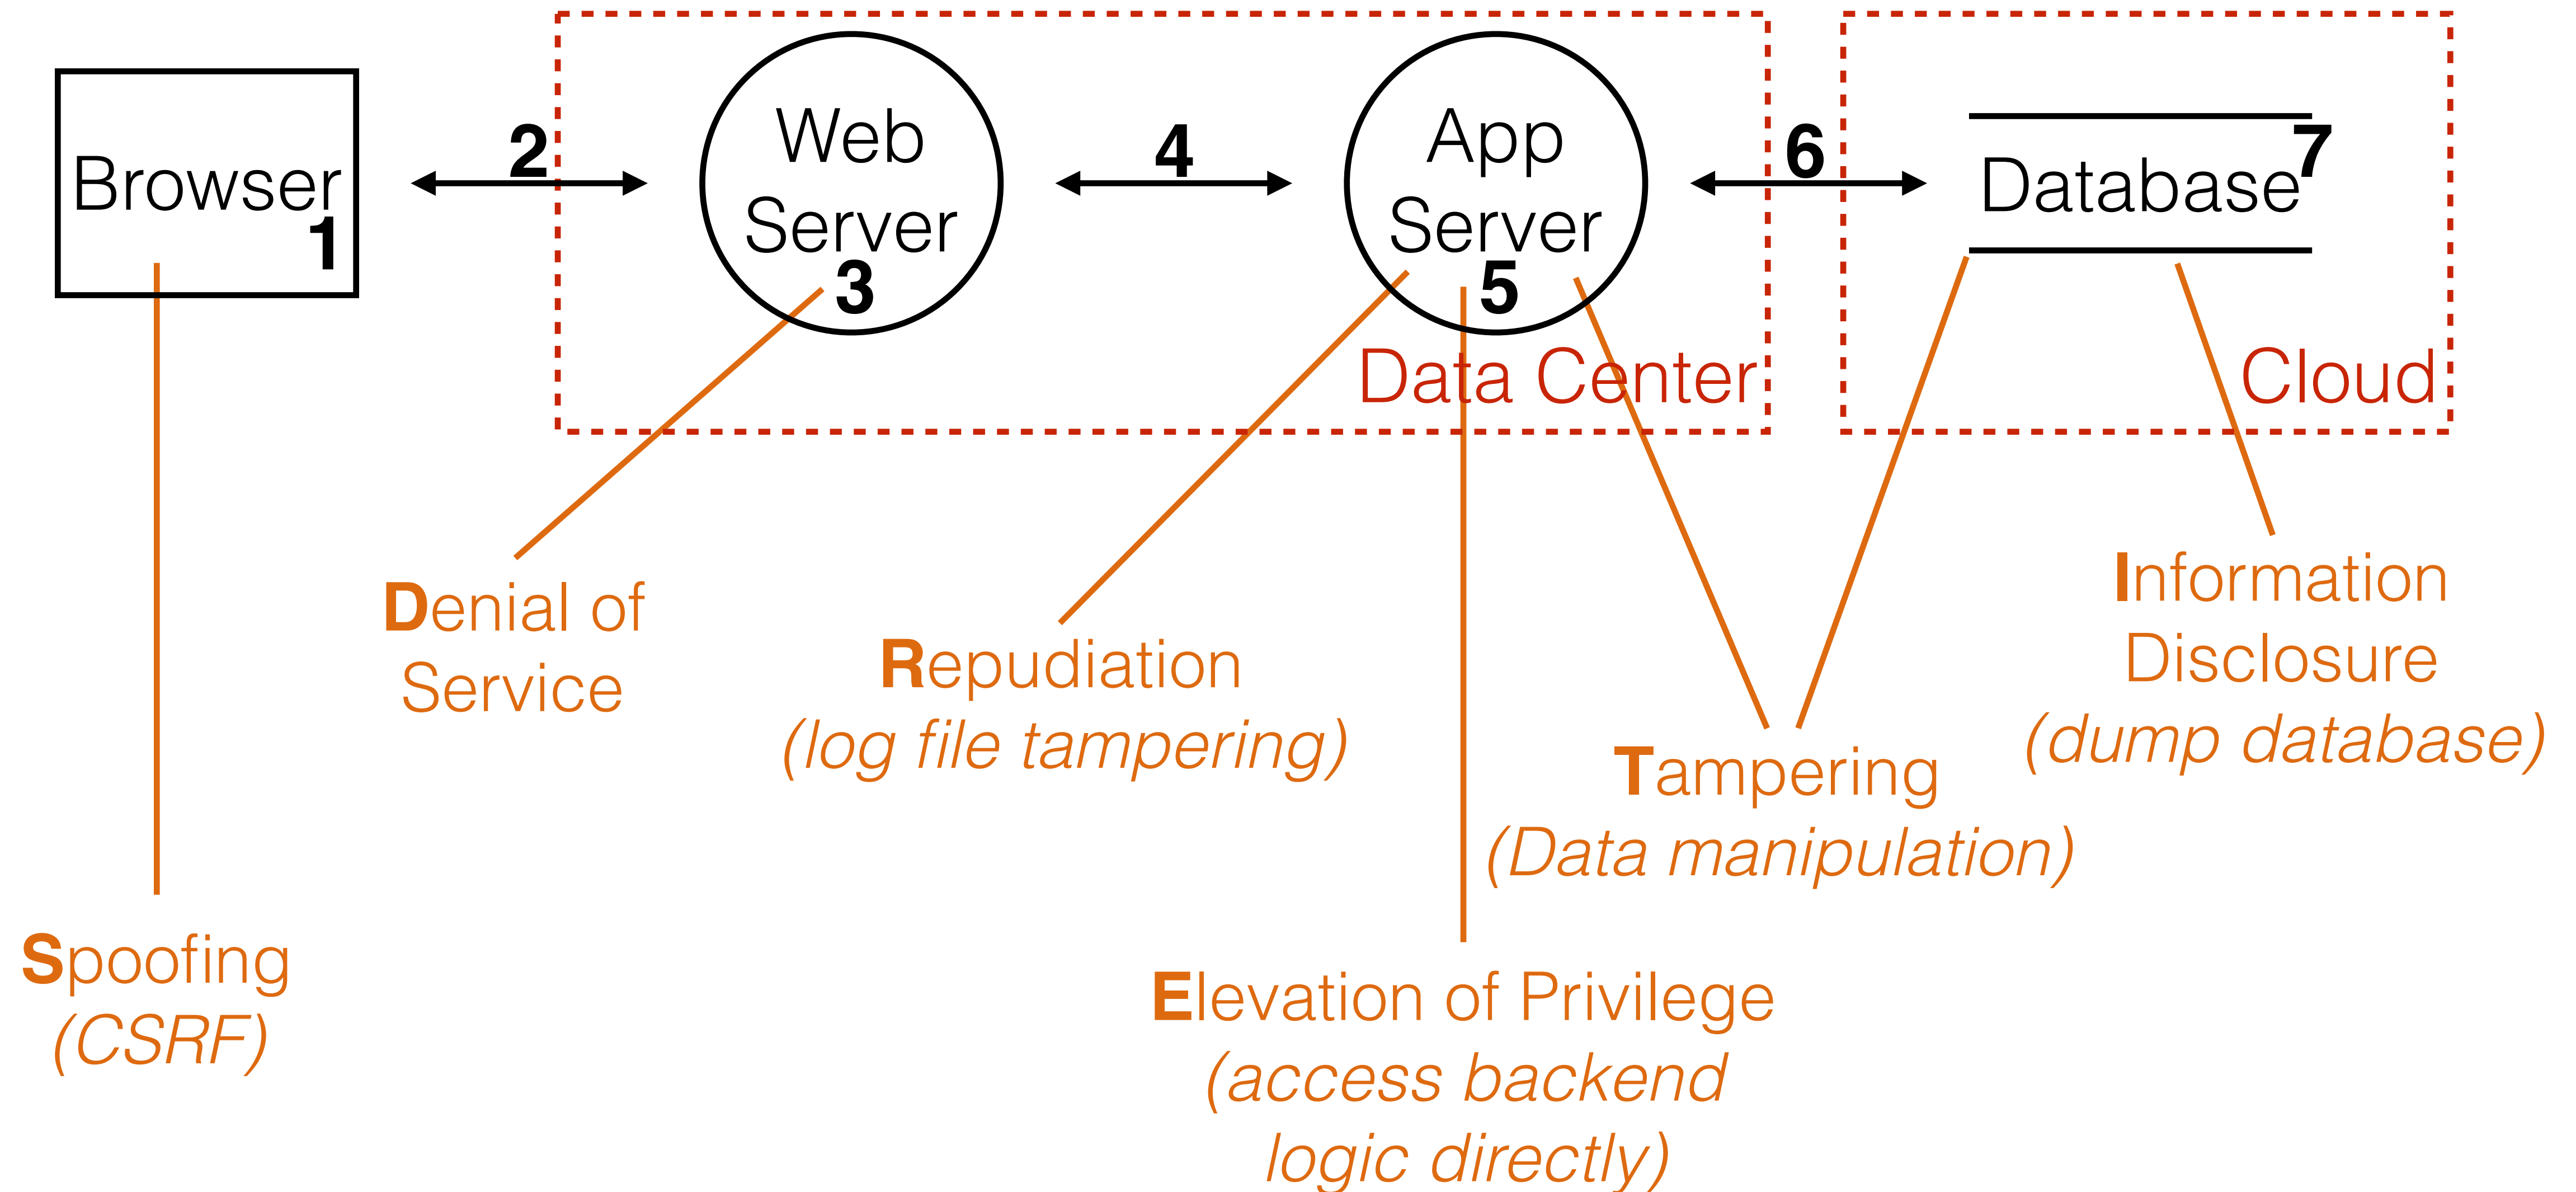 Browser
1
2
Web
Server
3
4
App
Server
5
Data Center
6
Database
7
Cloud
Denial of
Service
Repudiation
(log file tampering)
Tampering
(Data manipulation)
Information
Disclosure
(dump database)
Spoofing
(CSRF)
Elevation of Privilege
(access backend
logic directly)